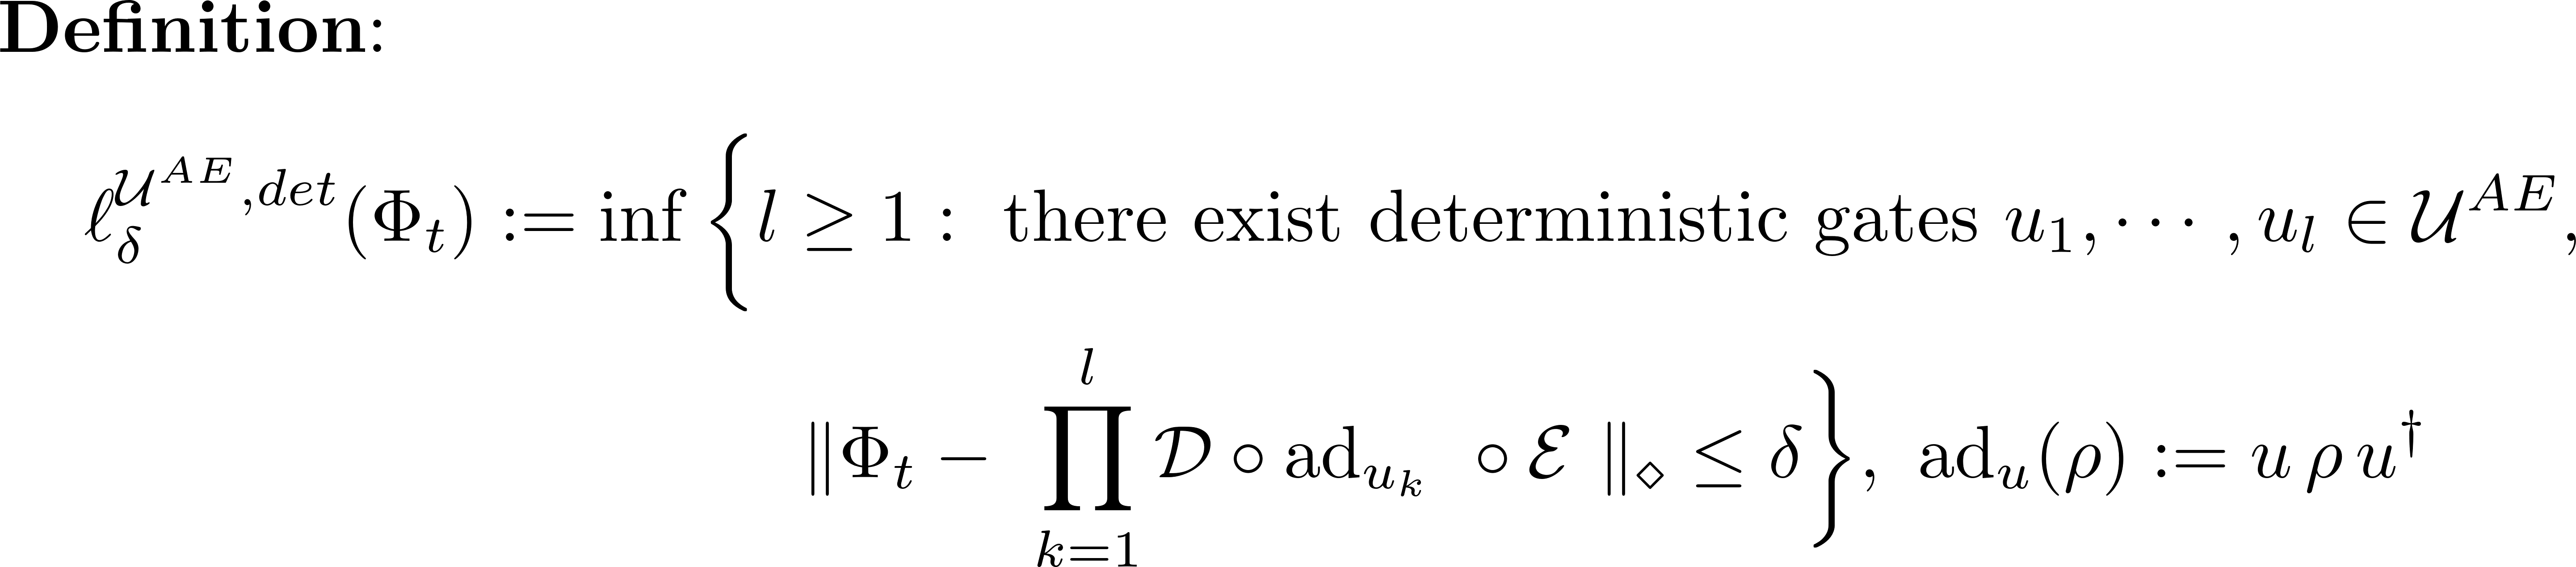 Definition:
ℓ_δ^{𝒰^{AE},det}(Φ_t) := inf { l ≥ 1 : there exist deterministic gates u_1, ⋯ , u_l ∈ 𝒰^{AE},
‖Φ_t − ∏_{k=1}^{l} 𝒟 ∘ ad_{u_k} ∘ ℰ ‖_⋄ ≤ δ }, ad_u(ρ) := u ρ u^†